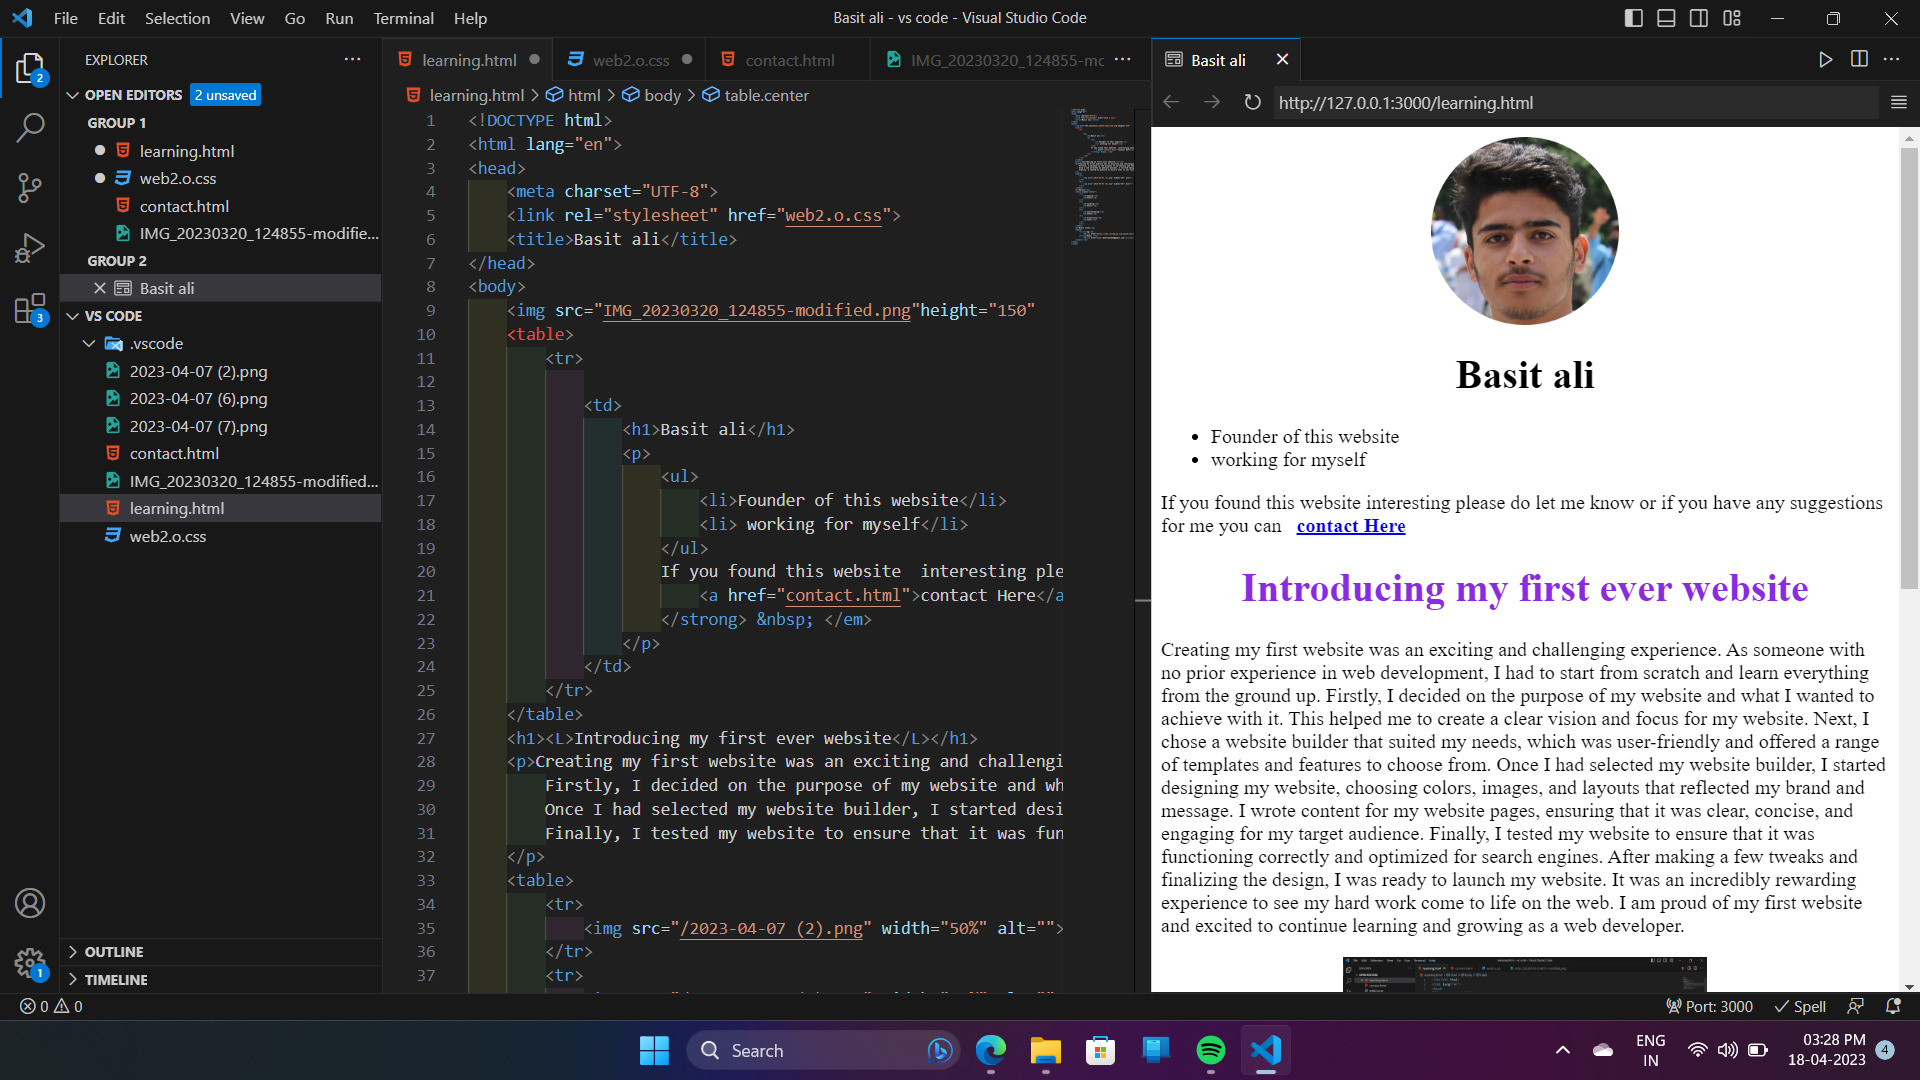 File Edit Selection View Go Run Terminal Help
Basit ali - vs code - Visual Studio Code
EXPLORER
OPEN EDITORS 2 unsaved
GROUP 1
learning.html
web2.o.css
contact.html
IMG_20230320_124855-modifie...
GROUP 2
Basit ali
VS CODE
.vscode
2023-04-07 (2).png
2023-04-07 (6).png
2023-04-07 (7).png
contact.html
IMG_20230320_124855-modified...
learning.html
web2.o.css
OUTLINE
TIMELINE
2
3
1
learning.html web2.o.css contact.html IMG_20230320_124855-mc
learning.html > html > body > table.center
1 <!DOCTYPE html>
2 <html lang="en">
3 <head>
4 <meta charset="UTF-8">
5 <link rel="stylesheet" href="web2.o.css">
6 <title>Basit ali</title>
7 </head>
8 <body>
9 <img src="IMG_20230320_124855-modified.png"height="150"
10 <table>
11 <tr>
12
13 <td>
14 <h1>Basit ali</h1>
15 <p>
16 <ul>
17 <li>Founder of this website</li>
18 <li> working for myself</li>
19 </ul>
20 If you found this website  interesting ple
21 <a href="contact.html">contact Here</a
22 </strong> &nbsp; </em>
23 </p>
24 </td>
25 </tr>
26 </table>
27 <h1><L>Introducing my first ever website</L></h1>
28 <p>Creating my first website was an exciting and challengi
29 Firstly, I decided on the purpose of my website and wh
30 Once I had selected my website builder, I started desi
31 Finally, I tested my website to ensure that it was fun
32 </p>
33 <table>
34 <tr>
35 <img src="/2023-04-07 (2).png" width="50%" alt="">
36 </tr>
37 <tr>
Basit ali
http://127.0.0.1:3000/learning.html
Basit ali
• Founder of this website
• working for myself
If you found this website interesting please do let me know or if you have any suggestions
for me you can contact Here
Introducing my first ever website
Creating my first website was an exciting and challenging experience. As someone with
no prior experience in web development, I had to start from scratch and learn everything
from the ground up. Firstly, I decided on the purpose of my website and what I wanted to
achieve with it. This helped me to create a clear vision and focus for my website. Next, I
chose a website builder that suited my needs, which was user-friendly and offered a range
of templates and features to choose from. Once I had selected my website builder, I started
designing my website, choosing colors, images, and layouts that reflected my brand and
message. I wrote content for my website pages, ensuring that it was clear, concise, and
engaging for my target audience. Finally, I tested my website to ensure that it was
functioning correctly and optimized for search engines. After making a few tweaks and
finalizing the design, I was ready to launch my website. It was an incredibly rewarding
experience to see my hard work come to life on the web. I am proud of my first website
and excited to continue learning and growing as a web developer.
0 0
Port: 3000 Spell
Search
ENG
IN
03:28 PM
18-04-2023
4